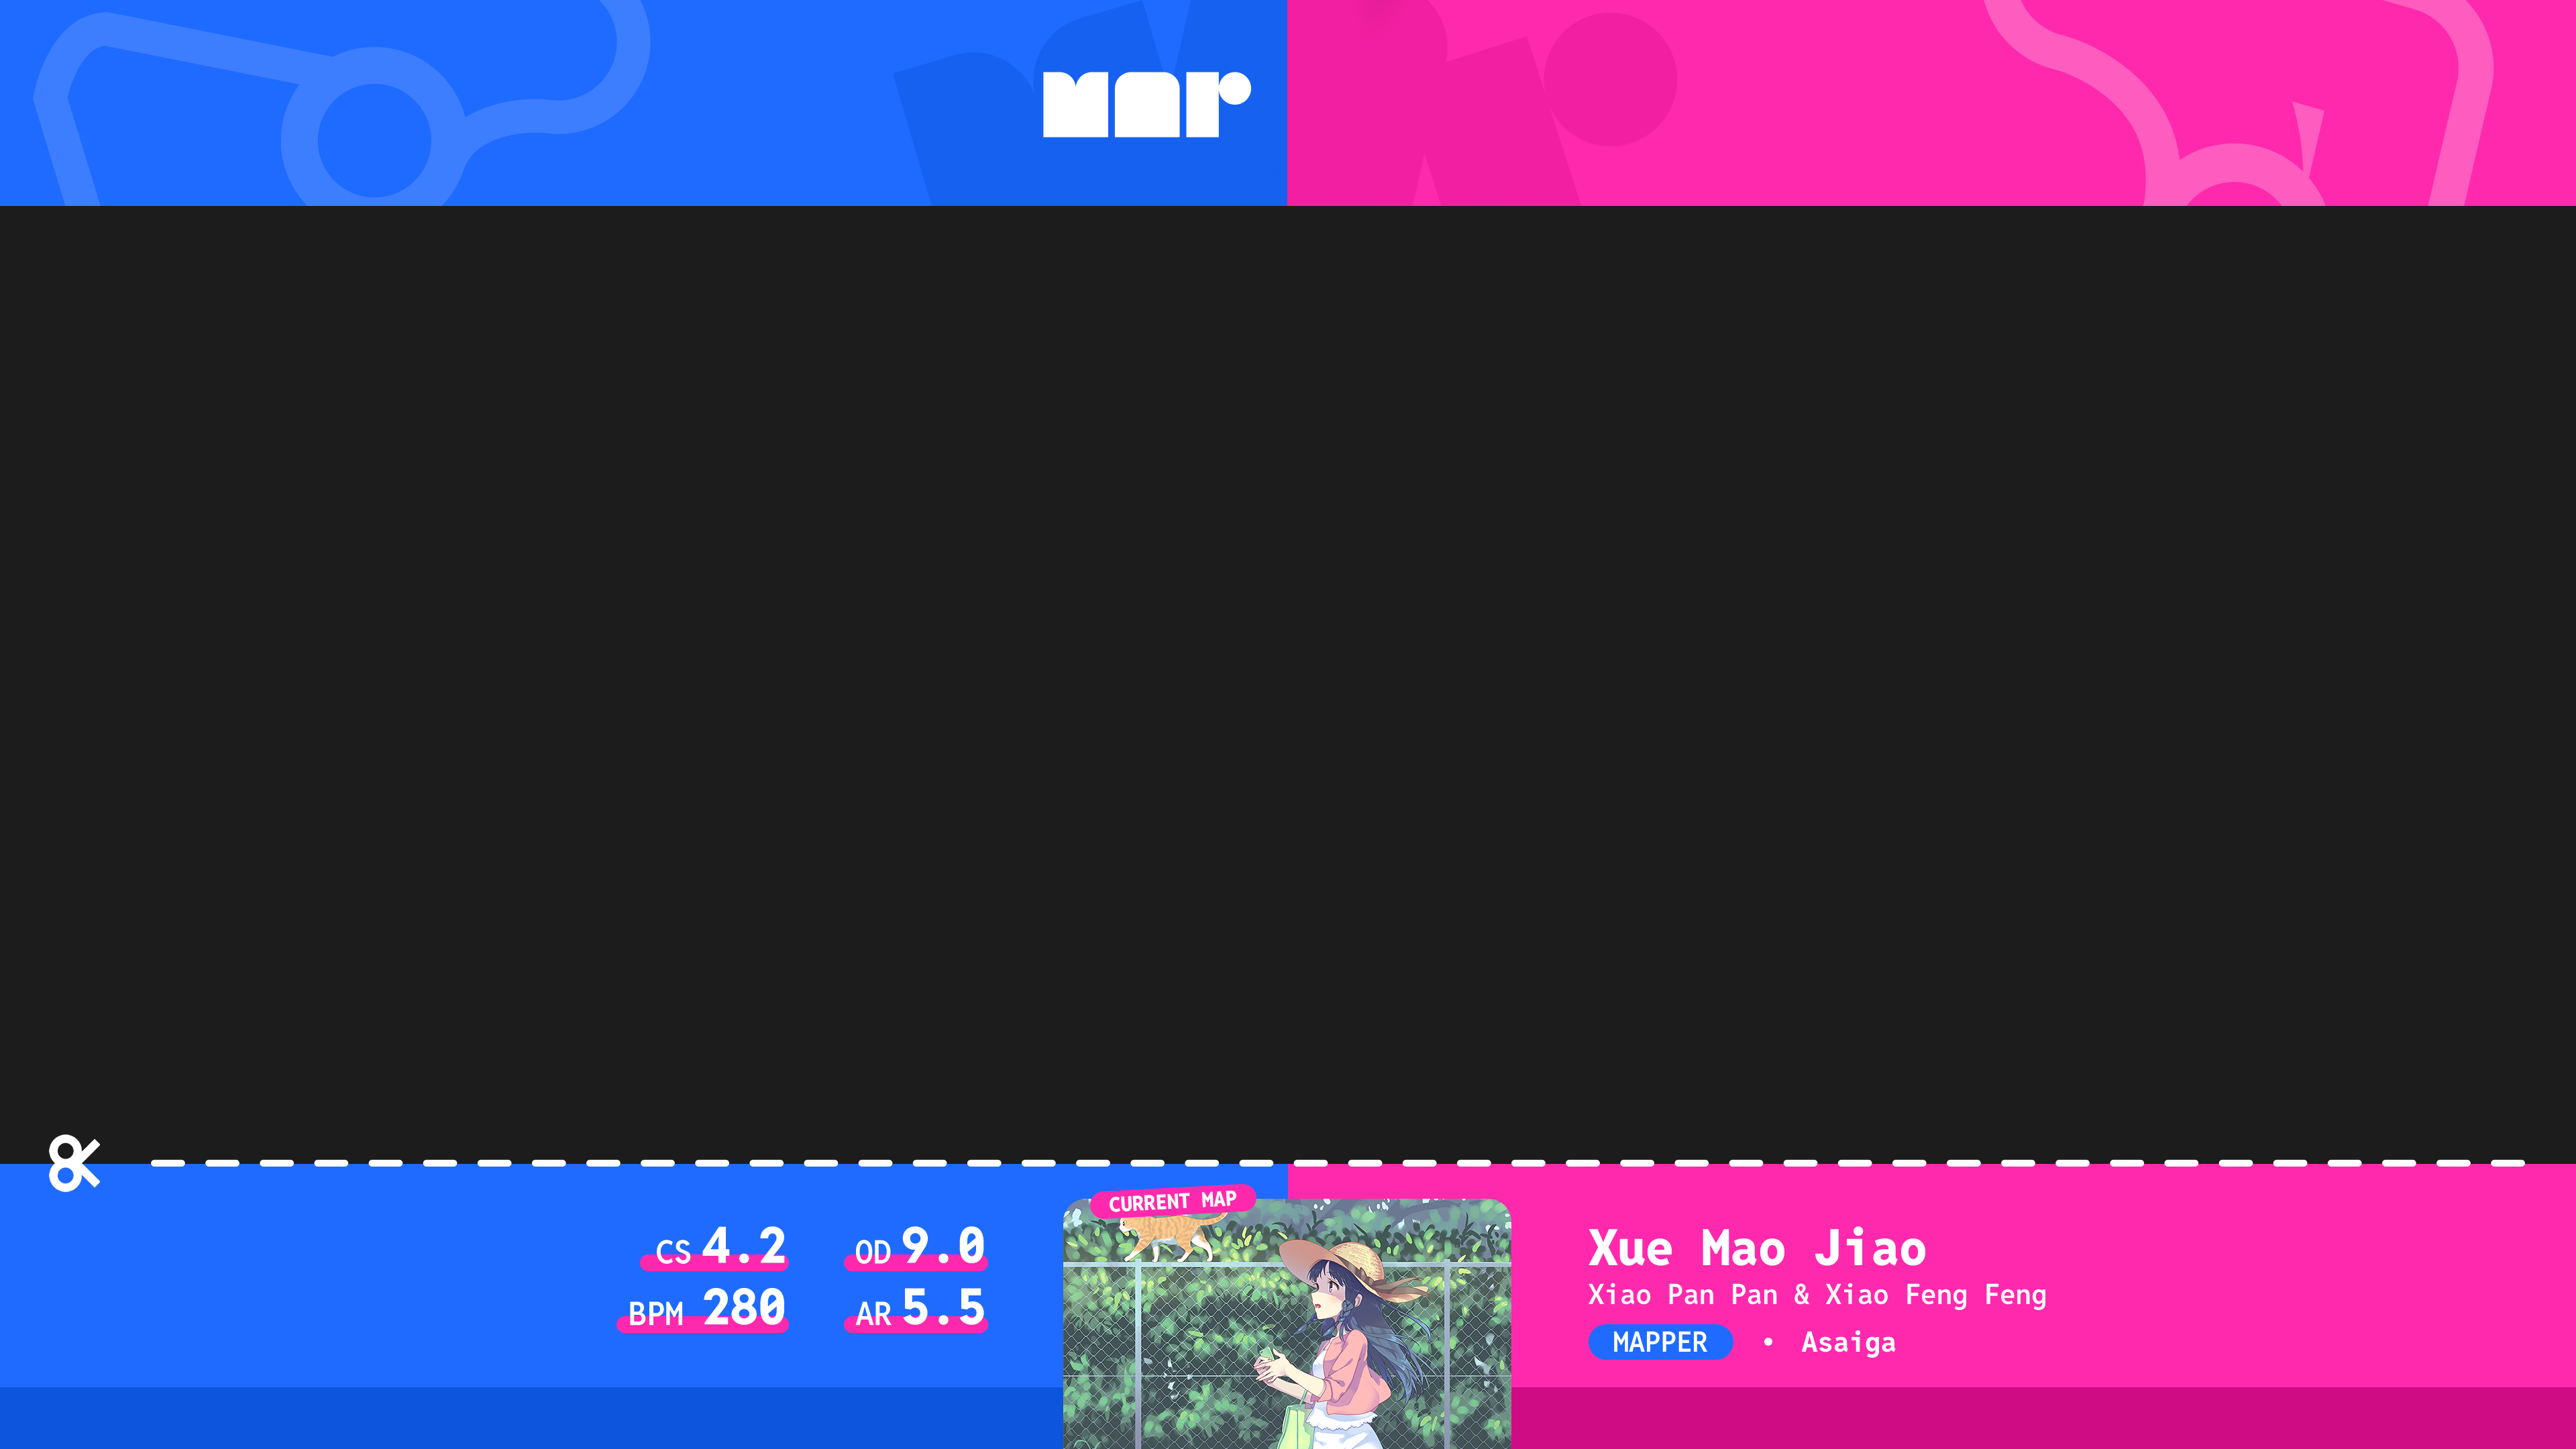 mar
CURRENT MAP
CS 4.2 OD 9.0
BPM 280 AR 5.5
Xue Mao Jiao
Xiao Pan Pan & Xiao Feng Feng
MAPPER • Asaiga